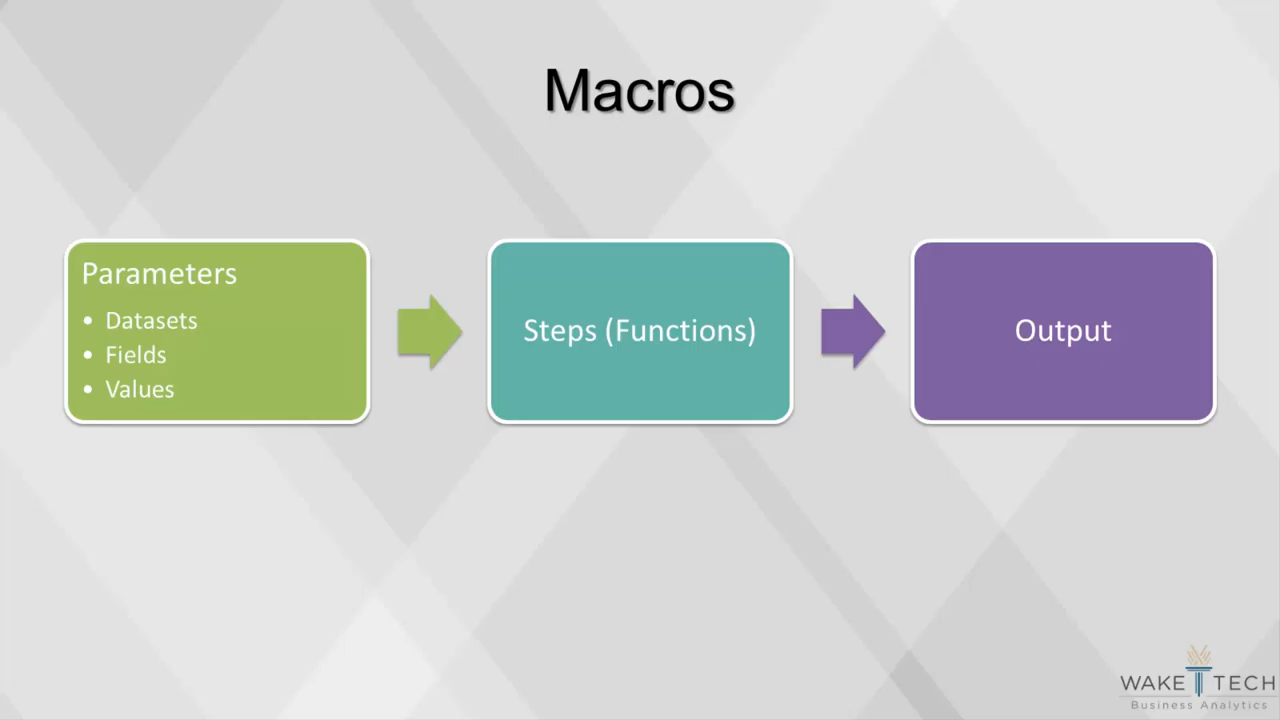 Macros
Parameters
• Datasets
• Fields
• Values
Steps (Functions)
Output
WAKE TECH
Business Analytics